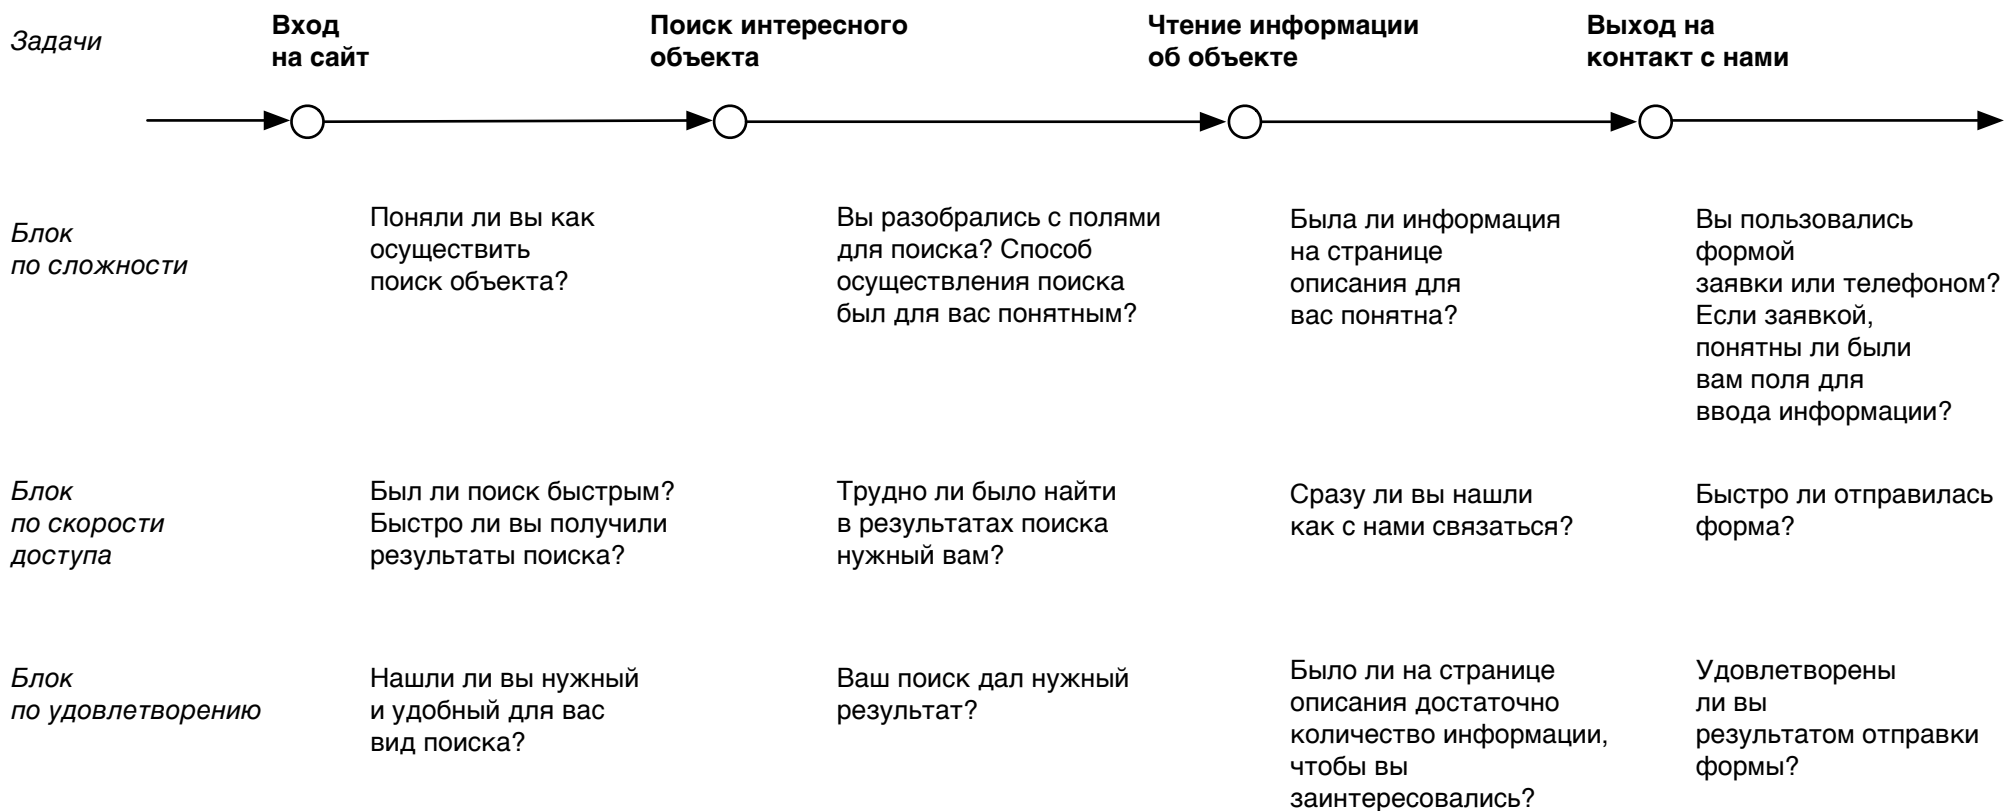 Задачи
Вход
на сайт
Поиск интересного
объекта
Чтение информации
об объекте
Выход на
контакт с нами
Блок
по сложности
Поняли ли вы как
осуществить
поиск объекта?
Вы разобрались с полями
для поиска? Способ
осуществления поиска
был для вас понятным?
Была ли информация
на странице
описания для
вас понятна?
Вы пользовались
формой
заявки или телефоном?
Если заявкой,
понятны ли были
вам поля для
ввода информации?
Блок
по скорости
доступа
Был ли поиск быстрым?
Быстро ли вы получили
результаты поиска?
Трудно ли было найти
в результатах поиска
нужный вам?
Сразу ли вы нашли
как с нами связаться?
Быстро ли отправилась
форма?
Блок
по удовлетворению
Нашли ли вы нужный
и удобный для вас
вид поиска?
Ваш поиск дал нужный
результат?
Было ли на странице
описания достаточно
количество информации,
чтобы вы
заинтересовались?
Удовлетворены
ли вы
результатом отправки
формы?